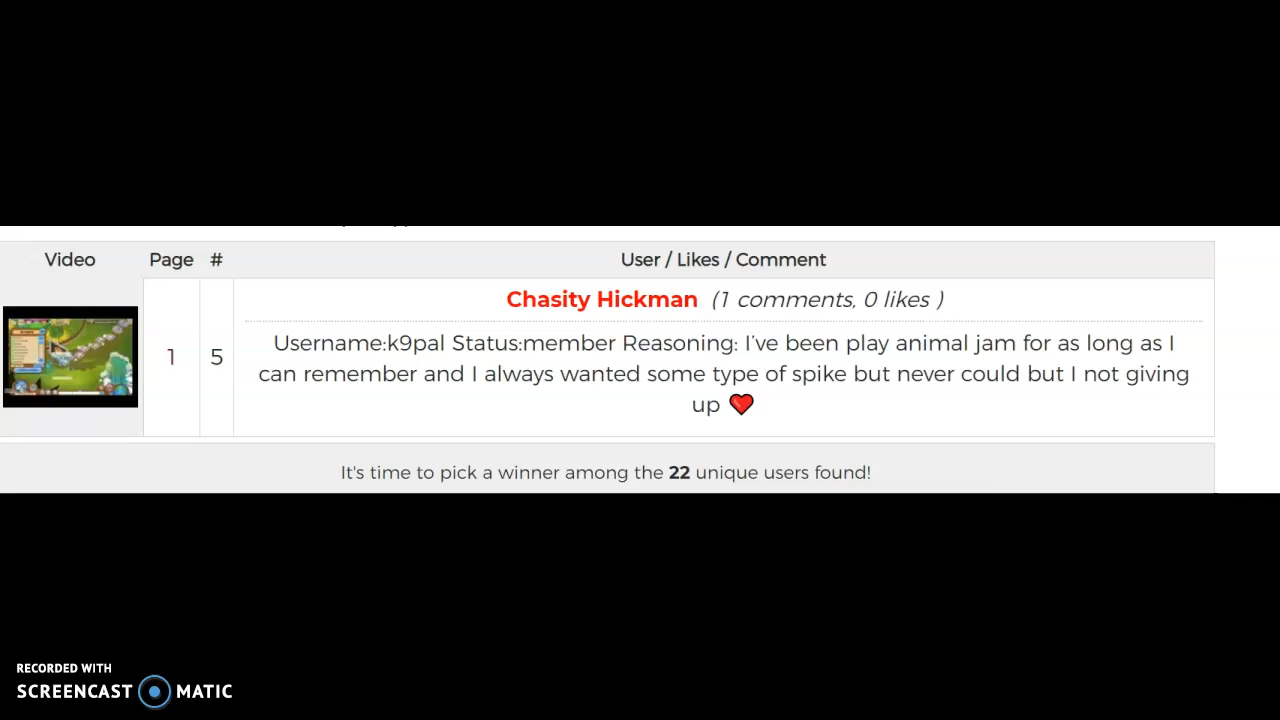 Video Page # User / Likes / Comment
Chasity Hickman (1 comments, 0 likes )
1 5
Username:k9pal Status:member Reasoning: I’ve been play animal jam for as long as I
can remember and I always wanted some type of spike but never could but I not giving
up ❤️
It's time to pick a winner among the 22 unique users found!
RECORDED WITH
SCREENCAST MATIC